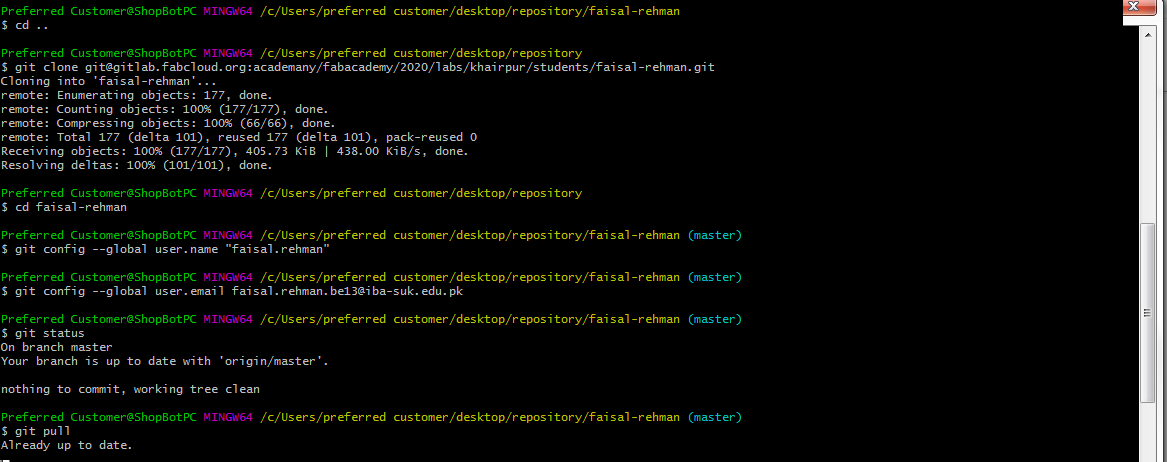 Preferred Customer@ShopBotPC MINGW64 /c/Users/preferred customer/desktop/repository/faisal-rehman
$ cd ..
Preferred Customer@ShopBotPC MINGW64 /c/Users/preferred customer/desktop/repository
$ git clone git@gitlab.fabcloud.org:academany/fabacademy/2020/labs/khairpur/students/faisal-rehman.git
Cloning into 'faisal-rehman'...
remote: Enumerating objects: 177, done.
remote: Counting objects: 100% (177/177), done.
remote: Compressing objects: 100% (66/66), done.
remote: Total 177 (delta 101), reused 177 (delta 101), pack-reused 0
Receiving objects: 100% (177/177), 405.73 KiB | 438.00 KiB/s, done.
Resolving deltas: 100% (101/101), done.
Preferred Customer@ShopBotPC MINGW64 /c/Users/preferred customer/desktop/repository
$ cd faisal-rehman
Preferred Customer@ShopBotPC MINGW64 /c/Users/preferred customer/desktop/repository/faisal-rehman (master)
$ git config --global user.name "faisal.rehman"
Preferred Customer@ShopBotPC MINGW64 /c/Users/preferred customer/desktop/repository/faisal-rehman (master)
$ git config --global user.email faisal.rehman.be13@iba-suk.edu.pk
Preferred Customer@ShopBotPC MINGW64 /c/Users/preferred customer/desktop/repository/faisal-rehman (master)
$ git status
On branch master
Your branch is up to date with 'origin/master'.
nothing to commit, working tree clean
Preferred Customer@ShopBotPC MINGW64 /c/Users/preferred customer/desktop/repository/faisal-rehman (master)
$ git pull
Already up to date.